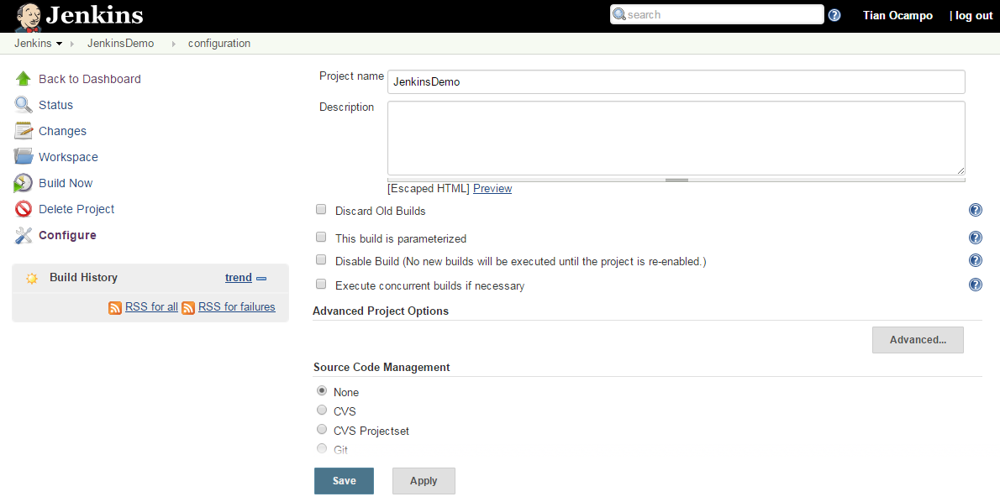 Jenkins
search
? Tian Ocampo | log out
Jenkins JenkinsDemo configuration
Back to Dashboard
Status
Changes
Workspace
Build Now
Delete Project
Configure
Build History trend
RSS for all RSS for failures
Project name JenkinsDemo
Description
[Escaped HTML] Preview
Discard Old Builds ?
This build is parameterized ?
Disable Build (No new builds will be executed until the project is re-enabled.) ?
Execute concurrent builds if necessary ?
Advanced Project Options
Advanced...
Source Code Management
None
CVS
CVS Projectset
Git
Save Apply